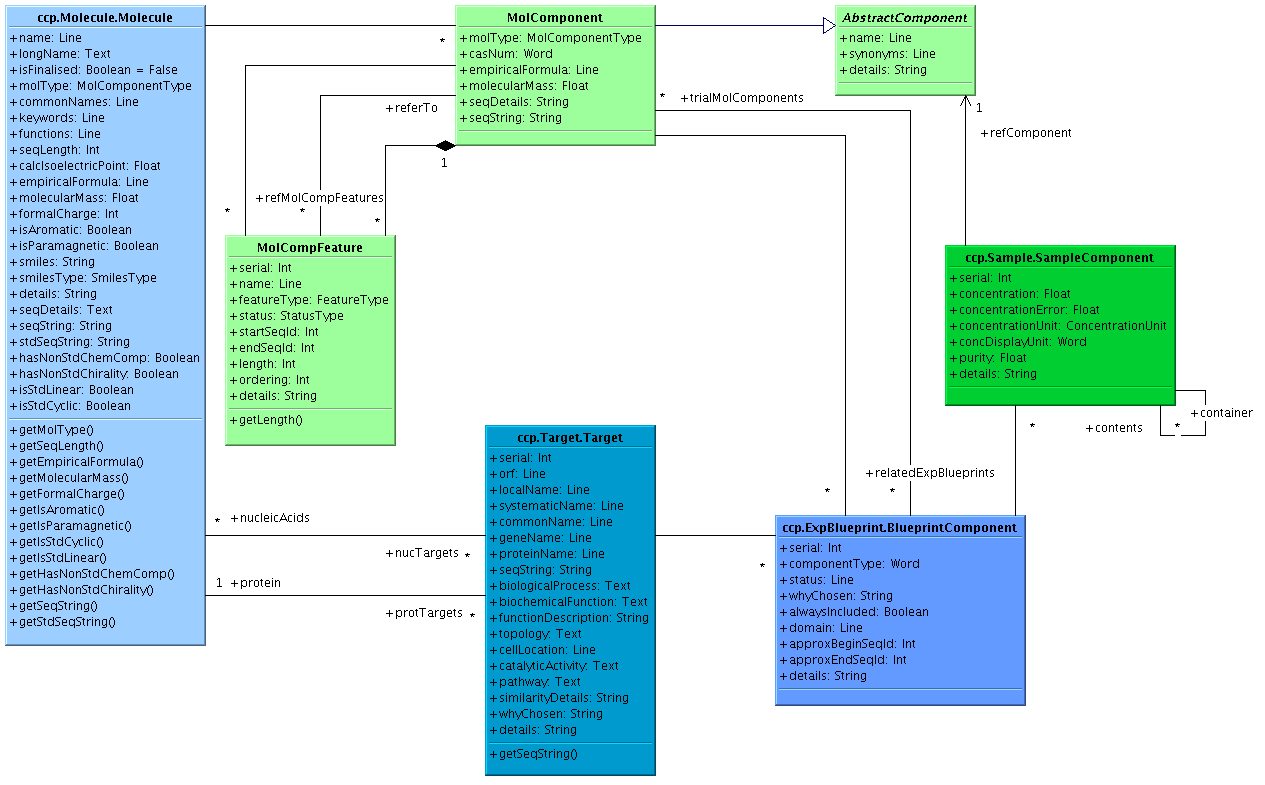 ccp.Molecule.Molecule
+name: Line
+longName: Text
+isFinalised: Boolean = False
+molType: MolComponentType
+commonNames: Line
+keywords: Line
+functions: Line
+seqLength: Int
+calcIsoelectricPoint: Float
+empiricalFormula: Line
+molecularMass: Float
+formalCharge: Int
+isAromatic: Boolean
+isParamagnetic: Boolean
+smiles: String
+smilesType: SmilesType
+details: String
+seqDetails: Text
+seqString: String
+stdSeqString: String
+hasNonStdChemComp: Boolean
+hasNonStdChirality: Boolean
+isStdLinear: Boolean
+isStdCyclic: Boolean
+getMolType()
+getSeqLength()
+getEmpiricalFormula()
+getMolecularMass()
+getFormalCharge()
+getIsAromatic()
+getIsParamagnetic()
+getIsStdCyclic()
+getIsStdLinear()
+getHasNonStdChemComp()
+getHasNonStdChirality()
+getSeqString()
+getStdSeqString()
*
MolComponent
+molType: MolComponentType
+casNum: Word
+empiricalFormula: Line
+molecularMass: Float
+seqDetails: String
+seqString: String
AbstractComponent
+name: Line
+synonyms: Line
+details: String
+referTo
1
* +trialMolComponents
1
+refComponent
+refMolCompFeatures
*
*
*
MolCompFeature
+serial: Int
+name: Line
+featureType: FeatureType
+status: StatusType
+startSeqId: Int
+endSeqId: Int
+length: Int
+ordering: Int
+details: String
+getLength()
ccp.Sample.SampleComponent
+serial: Int
+concentration: Float
+concentrationError: Float
+concentrationUnit: ConcentrationUnit
+concDisplayUnit: Word
+purity: Float
+details: String
+container
*
+contents
*
+relatedExpBlueprints
*
*
ccp.Target.Target
+serial: Int
+orf: Line
+localName: Line
+systematicName: Line
+commonName: Line
+geneName: Line
+proteinName: Line
+seqString: String
+biologicalProcess: Text
+biochemicalFunction: Text
+functionDescription: String
+topology: Text
+cellLocation: Line
+catalyticActivity: Text
+pathway: Text
+similarityDetails: String
+whyChosen: String
+details: String
+getSeqString()
* +nucleicAcids
+nucTargets *
1 +protein
+protTargets *
*
ccp.ExpBlueprint.BlueprintComponent
+serial: Int
+componentType: Word
+status: Line
+whyChosen: String
+alwaysIncluded: Boolean
+domain: Line
+approxBeginSeqId: Int
+approxEndSeqId: Int
+details: String